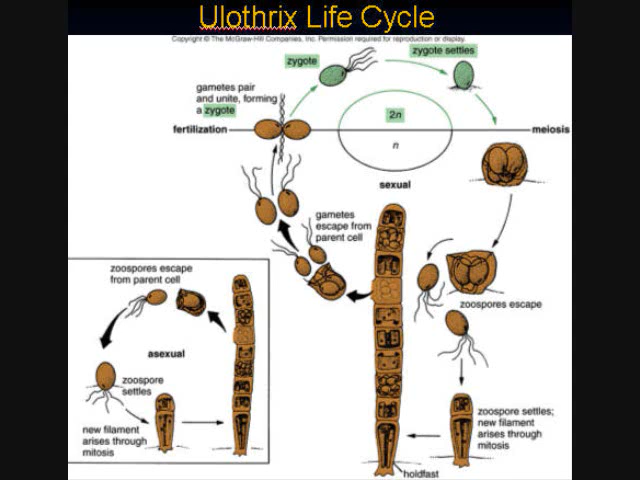 Ulothrix Life Cycle
Copyright © The McGraw-Hill Companies, Inc. Permission required for reproduction or display.
zygote
zygote settles
gametes pair
and unite, forming
a zygote
2n
fertilization
meiosis
n
sexual
gametes
escape from
parent cell
zoospores escape
from parent cell
zoospores escape
asexual
zoospore
settles
new filament
arises through
mitosis
zoospore settles;
new filament
arises through
mitosis
holdfast